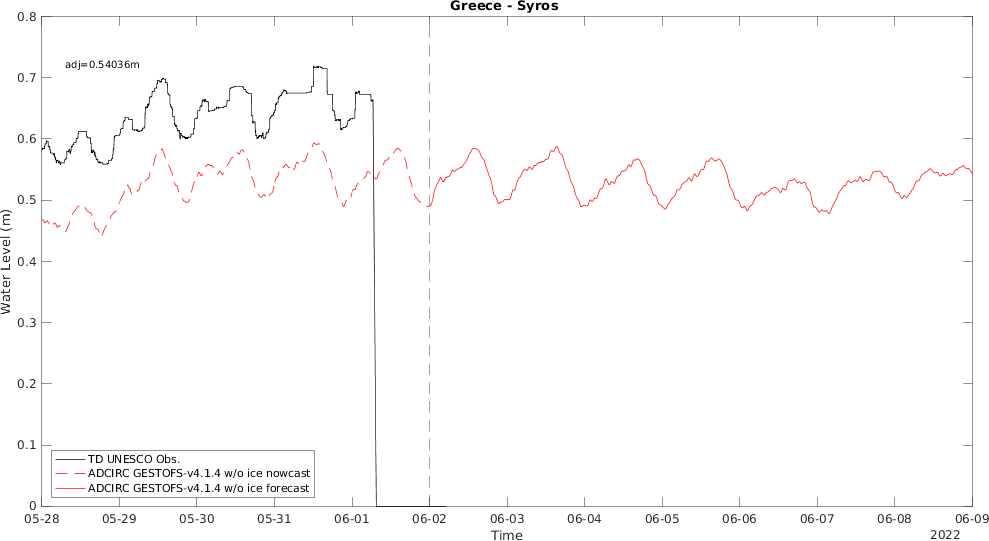 Greece - Syros
0.8
0.7
0.6
0.5
0.4
0.3
0.2
0.1
0
Water Level (m)
adj=0.54036m
TD UNESCO Obs.
ADCIRC GESTOFS-v4.1.4 w/o ice nowcast
ADCIRC GESTOFS-v4.1.4 w/o ice forecast
05-28 05-29 05-30 05-31 06-01 06-02 06-03 06-04 06-05 06-06 06-07 06-08 06-09
Time
2022